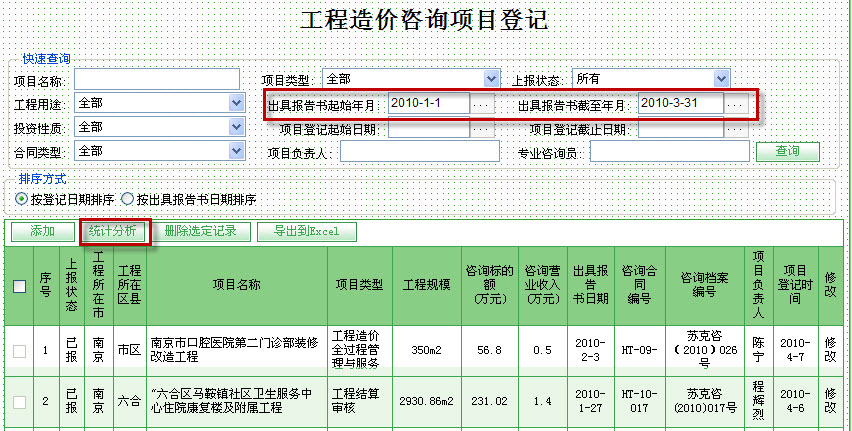 工程造价咨询项目登记
快速查询
项目名称: 项目类型: 全部 上报状态: 所有
工程用途: 全部 出具报告书起始年月: 2010-1-1 ... 出具报告书截至年月: 2010-3-31 ...
投资性质: 全部 项目登记起始日期: ... 项目登记截止日期: ...
合同类型: 全部 项目负责人: 专业咨询员: 查询
排序方式
按登记日期排序 按出具报告书日期排序
添加 统计分析 删除选定记录 导出到Excel
序号 上报状态 工程所在市 工程所在区县 项目名称 项目类型 工程规模 咨询标的额(万元) 咨询营业收入(万元) 出具报告书日期 咨询合同编号 咨询档案编号 项目负责人 项目登记时间 修改
1 已报 南京 市区 南京市口腔医院第二门诊部装修改造工程 工程造价全过程管理与服务 350m2 56.8 0.5 2010-2-3 HT-09- 苏克咨(2010)026号 陈宁 2010-4-7 修改
2 已报 南京 六合 “六合区马鞍镇社区卫生服务中心住院康复楼及附属工程 工程结算审核 2930.86m2 231.02 1.4 2010-1-27 HT-10-017 苏克咨(2010)017号 程辉烈 2010-4-6 修改